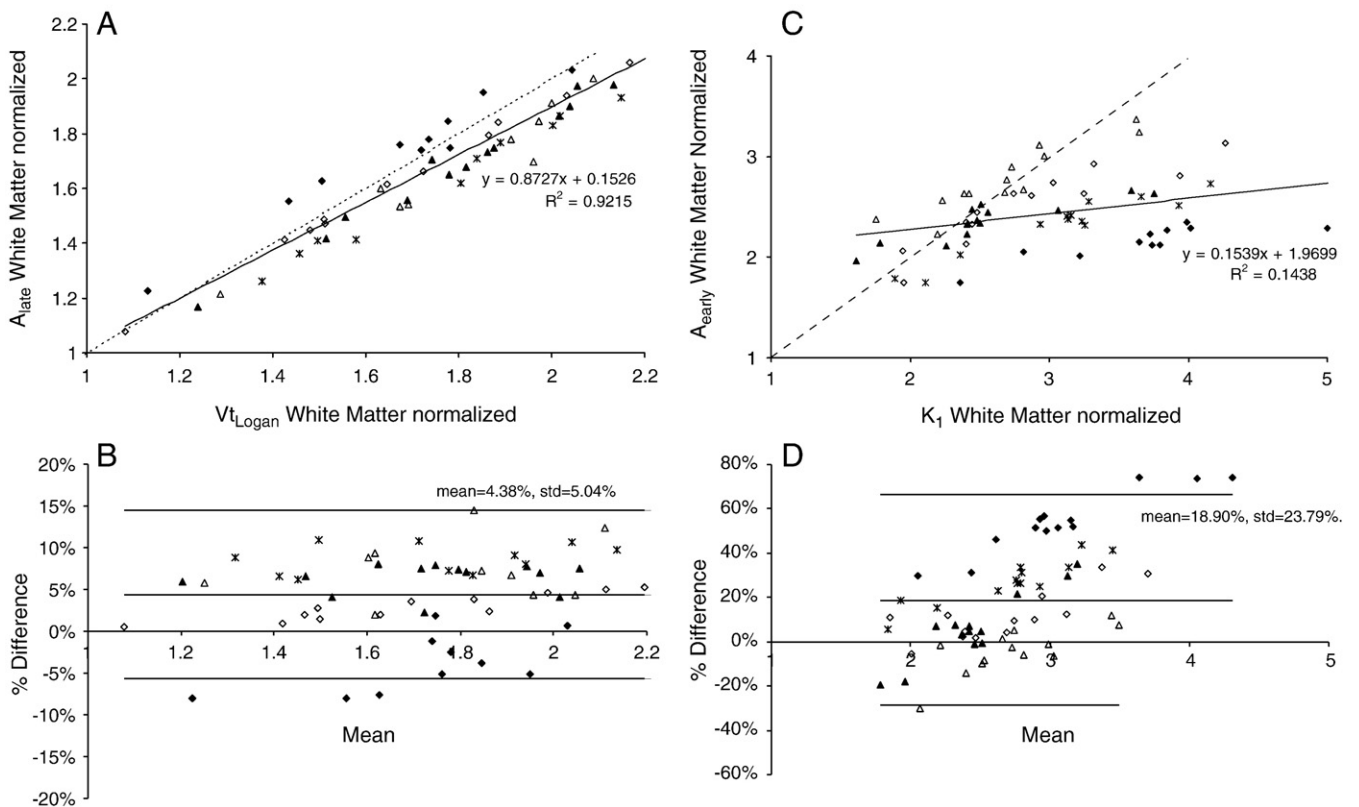 A
2.2
2
1.8
1.6
1.4
1.2
1
A_late White Matter normalized
y = 0.8727x + 0.1526
R² = 0.9215
1 1.2 1.4 1.6 1.8 2 2.2
Vt_Logan White Matter normalized
C
4
3
2
1
A_early White Matter Normalized
y = 0.1539x + 1.9699
R² = 0.1438
1 2 3 4 5
K₁ White Matter normalized
B
20%
15%
10%
5%
0%
-5%
-10%
-15%
-20%
% Difference
mean=4.38%, std=5.04%
1.2 1.4 1.6 1.8 2 2.2
Mean
D
80%
60%
40%
20%
0%
-20%
-40%
-60%
% Difference
mean=18.90%, std=23.79%.
2 3 4 5
Mean